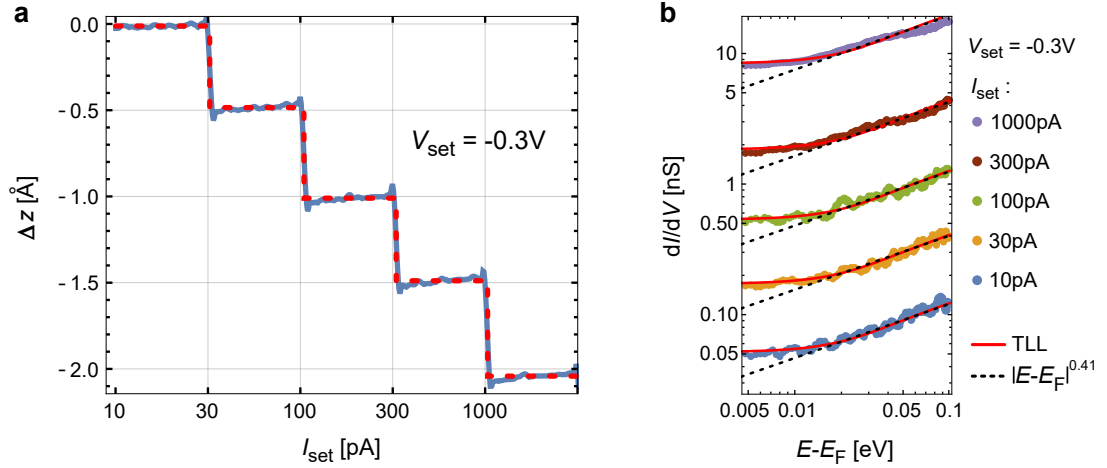 a
0.0
-0.5
-1.0
-1.5
-2.0
Δz [Å]
V_set = -0.3V
10 30 100 300 1000
I_set [pA]
b
10
5
1
0.50
0.10
0.05
dI/dV [nS]
0.005 0.01 0.05 0.1
E-E_F [eV]
V_set = -0.3V
I_set :
1000pA
300pA
100pA
30pA
10pA
TLL
|E-E_F|^0.41